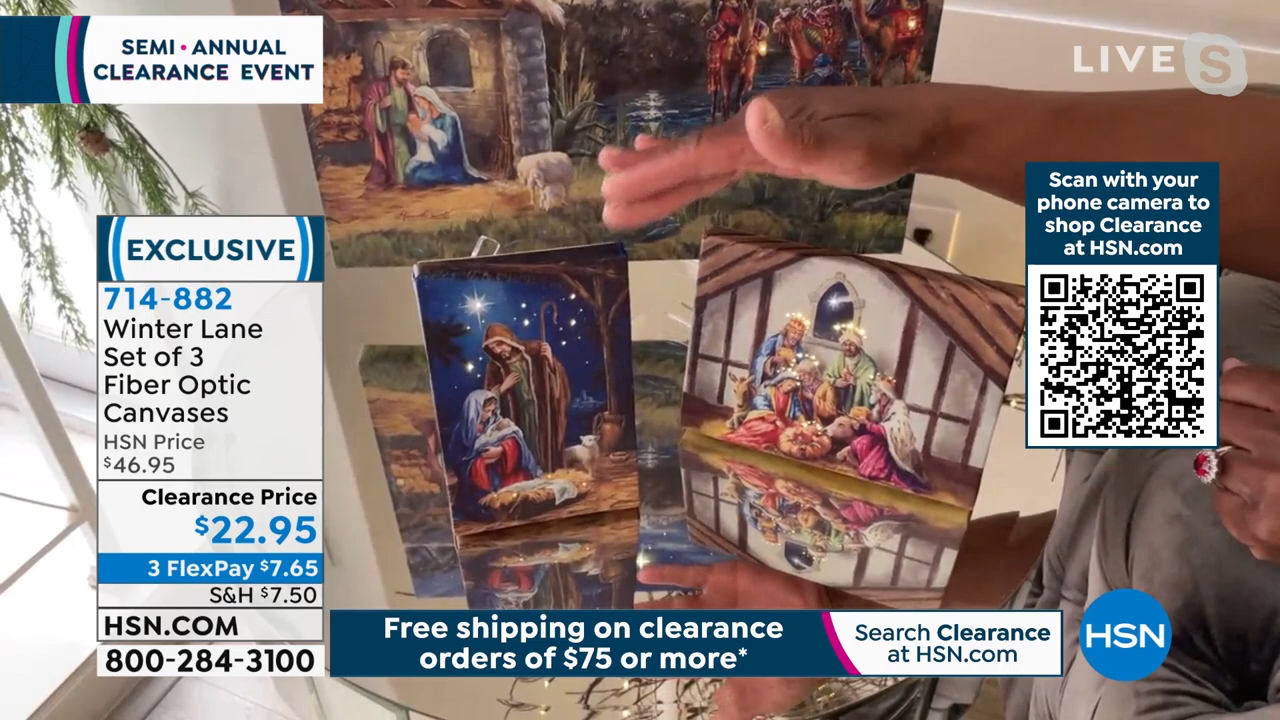 SEMI • ANNUAL
CLEARANCE EVENT
LIVE S
EXCLUSIVE
714-882
Winter Lane
Set of 3
Fiber Optic
Canvases
HSN Price
$46.95
Clearance Price
$22.95
3 FlexPay $7.65
S&H $7.50
HSN.COM
800-284-3100
Scan with your
phone camera to
shop Clearance
at HSN.com
Free shipping on clearance
orders of $75 or more*
Search Clearance
at HSN.com
HSN